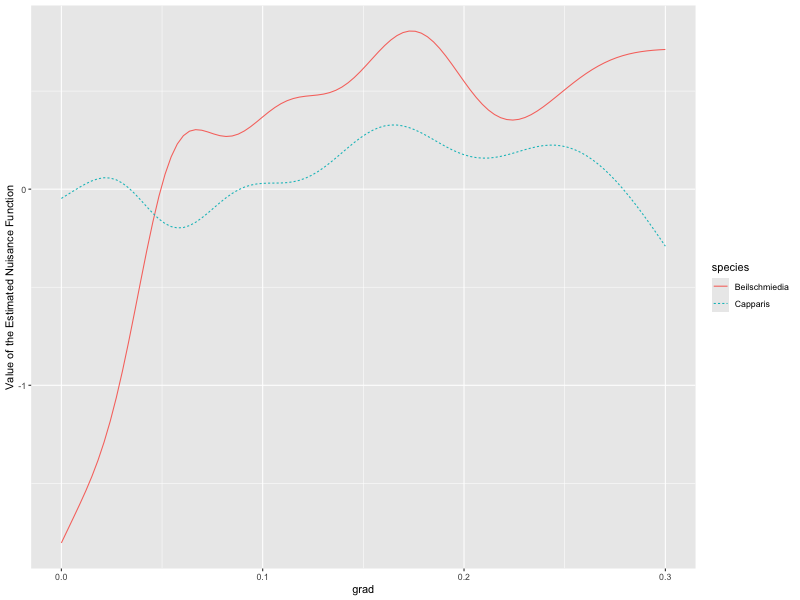 Value of the Estimated Nuisance Function
0
-1
0.0
0.1
0.2
0.3
grad
species
Beilschmiedia
Capparis